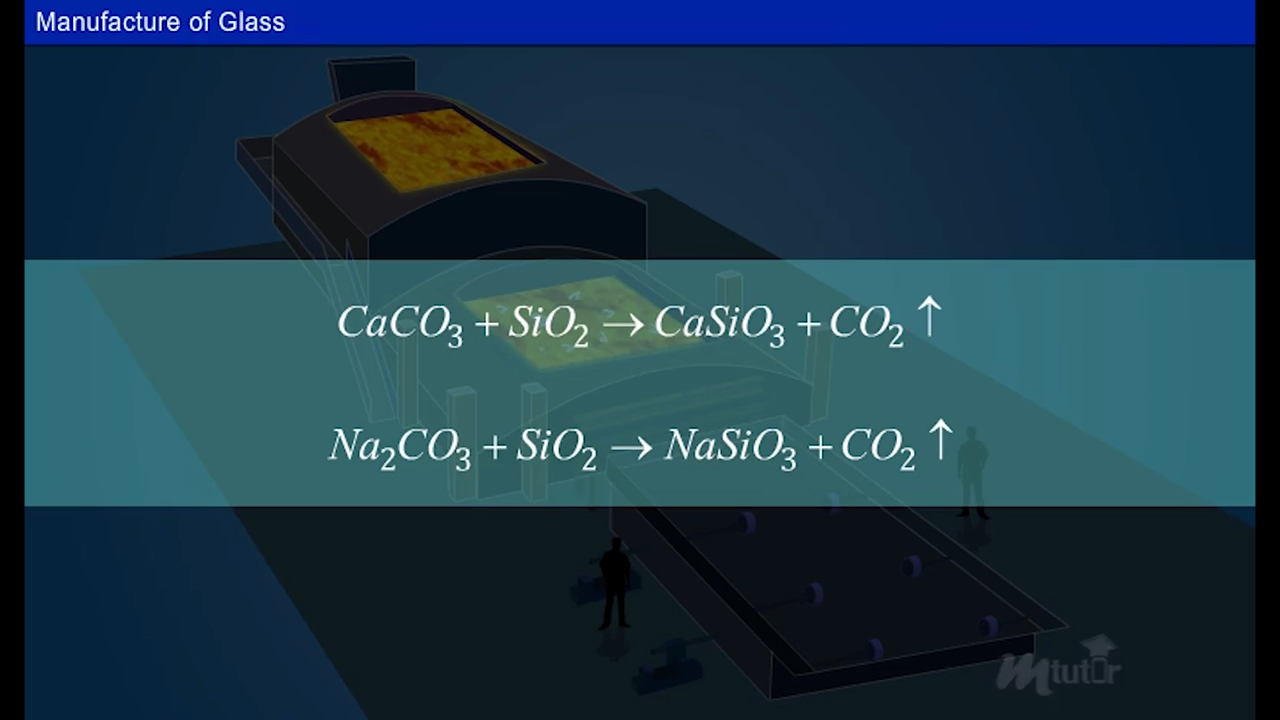 Manufacture of Glass
CaCO₃ + SiO₂ → CaSiO₃ + CO₂ ↑
Na₂CO₃ + SiO₂ → NaSiO₃ + CO₂ ↑
mtutor